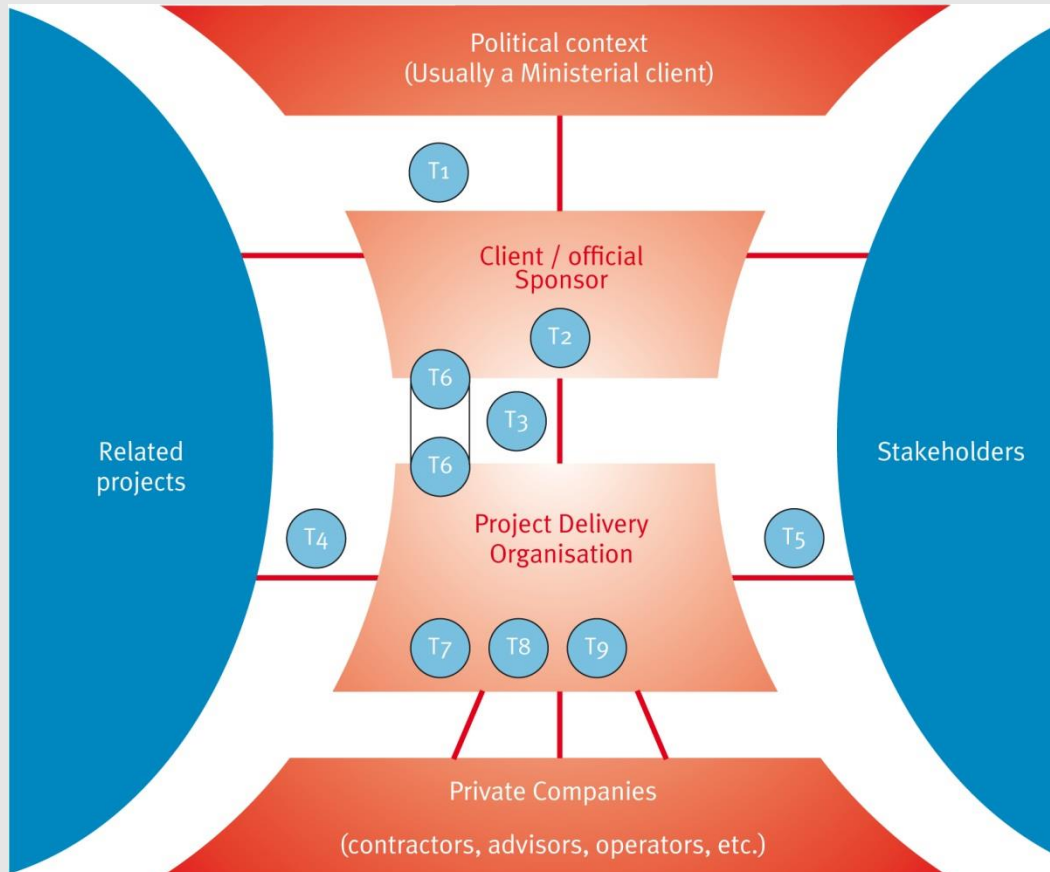 Political context
(Usually a Ministerial client)
T1
Client / official
Sponsor
T2
T6
T3
T6
Related
projects
Stakeholders
Project Delivery
Organisation
T4
T5
T7
T8
T9
Private Companies
(contractors, advisors, operators, etc.)